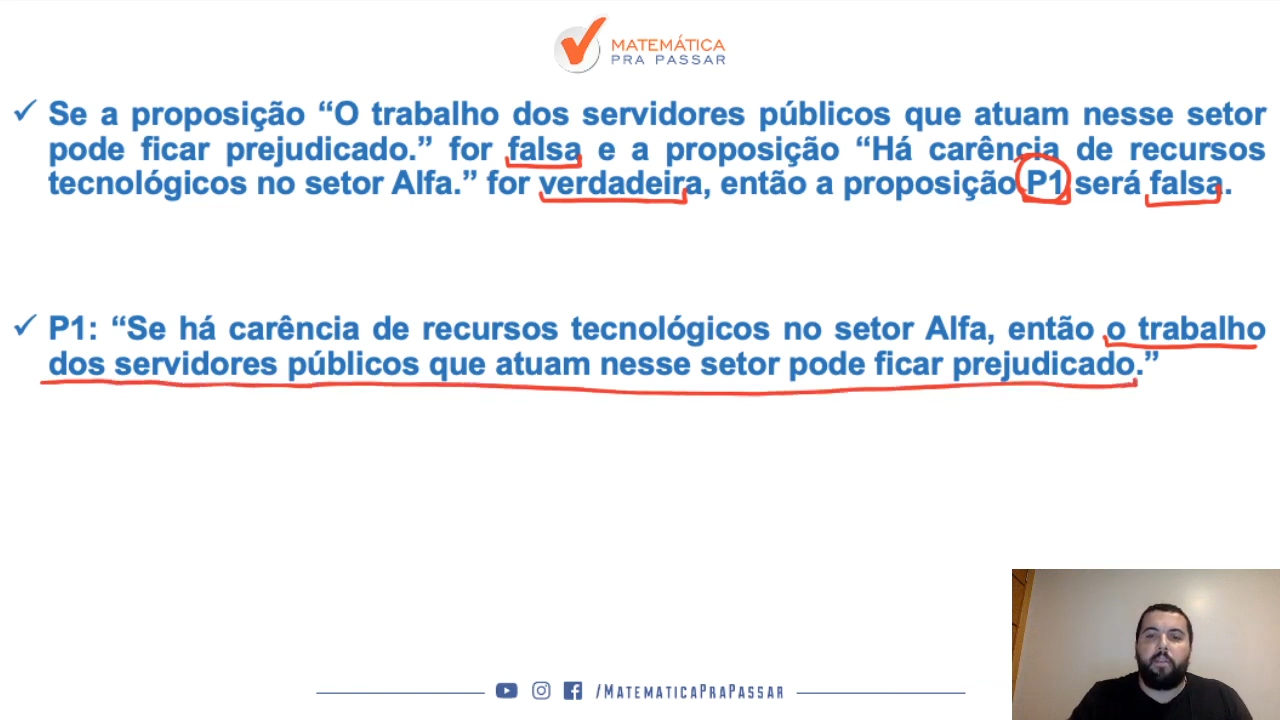 MATEMÁTICA
PRA PASSAR
✓ Se a proposição “O trabalho dos servidores públicos que atuam nesse setor
pode ficar prejudicado.” for falsa e a proposição “Há carência de recursos
tecnológicos no setor Alfa.” for verdadeira, então a proposição P1 será falsa.
✓ P1: “Se há carência de recursos tecnológicos no setor Alfa, então o trabalho
dos servidores públicos que atuam nesse setor pode ficar prejudicado.”
/MATEMATICAPRAPASSAR